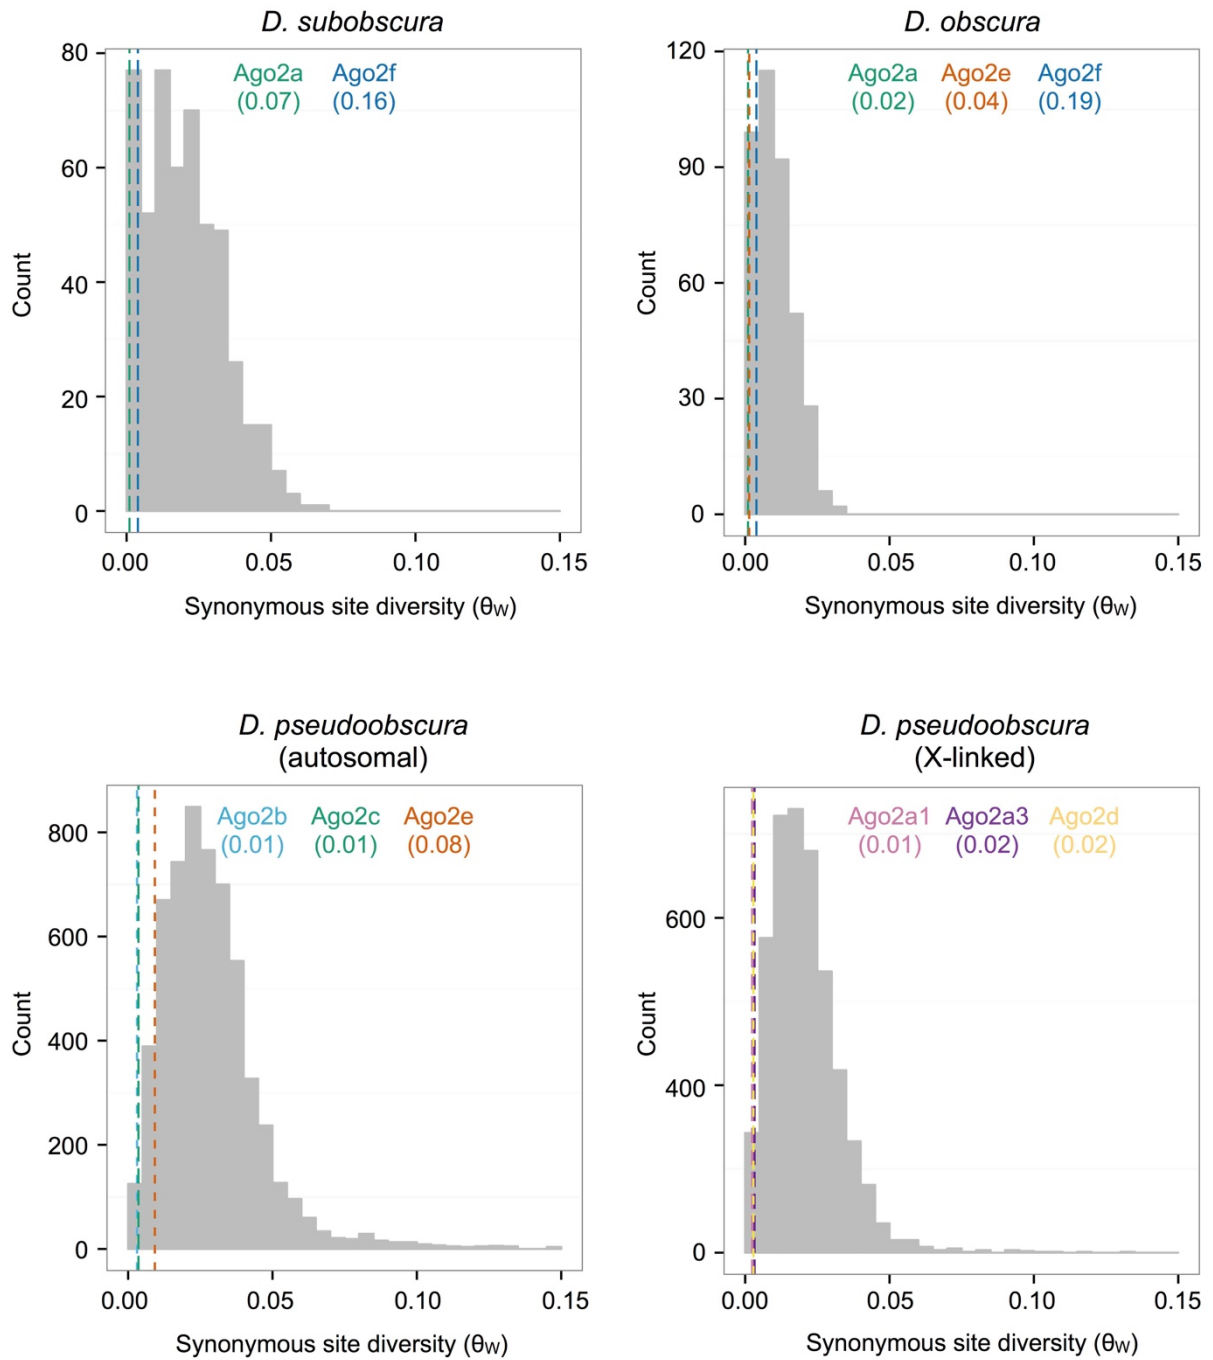 D. subobscura
Ago2a Ago2f
(0.07) (0.16)
80
60
40
20
0
Count
0.00 0.05 0.10 0.15
Synonymous site diversity (θW)
D. obscura
Ago2a Ago2e Ago2f
(0.02) (0.04) (0.19)
120
90
60
30
0
Count
0.00 0.05 0.10 0.15
Synonymous site diversity (θW)
D. pseudoobscura
(autosomal)
Ago2b Ago2c Ago2e
(0.01) (0.01) (0.08)
800
600
400
200
0
Count
0.00 0.05 0.10 0.15
Synonymous site diversity (θW)
D. pseudoobscura
(X-linked)
Ago2a1 Ago2a3 Ago2d
(0.01) (0.02) (0.02)
600
400
0
Count
0.00 0.05 0.10 0.15
Synonymous site diversity (θW)